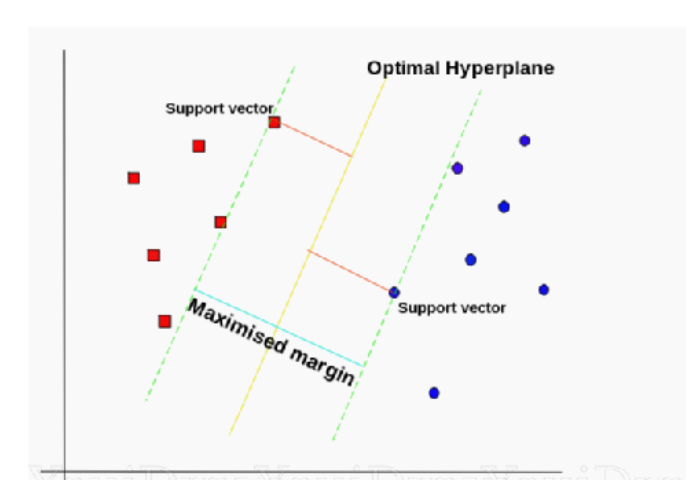 Optimal Hyperplane
Support vector
Support vector
Maximised margin